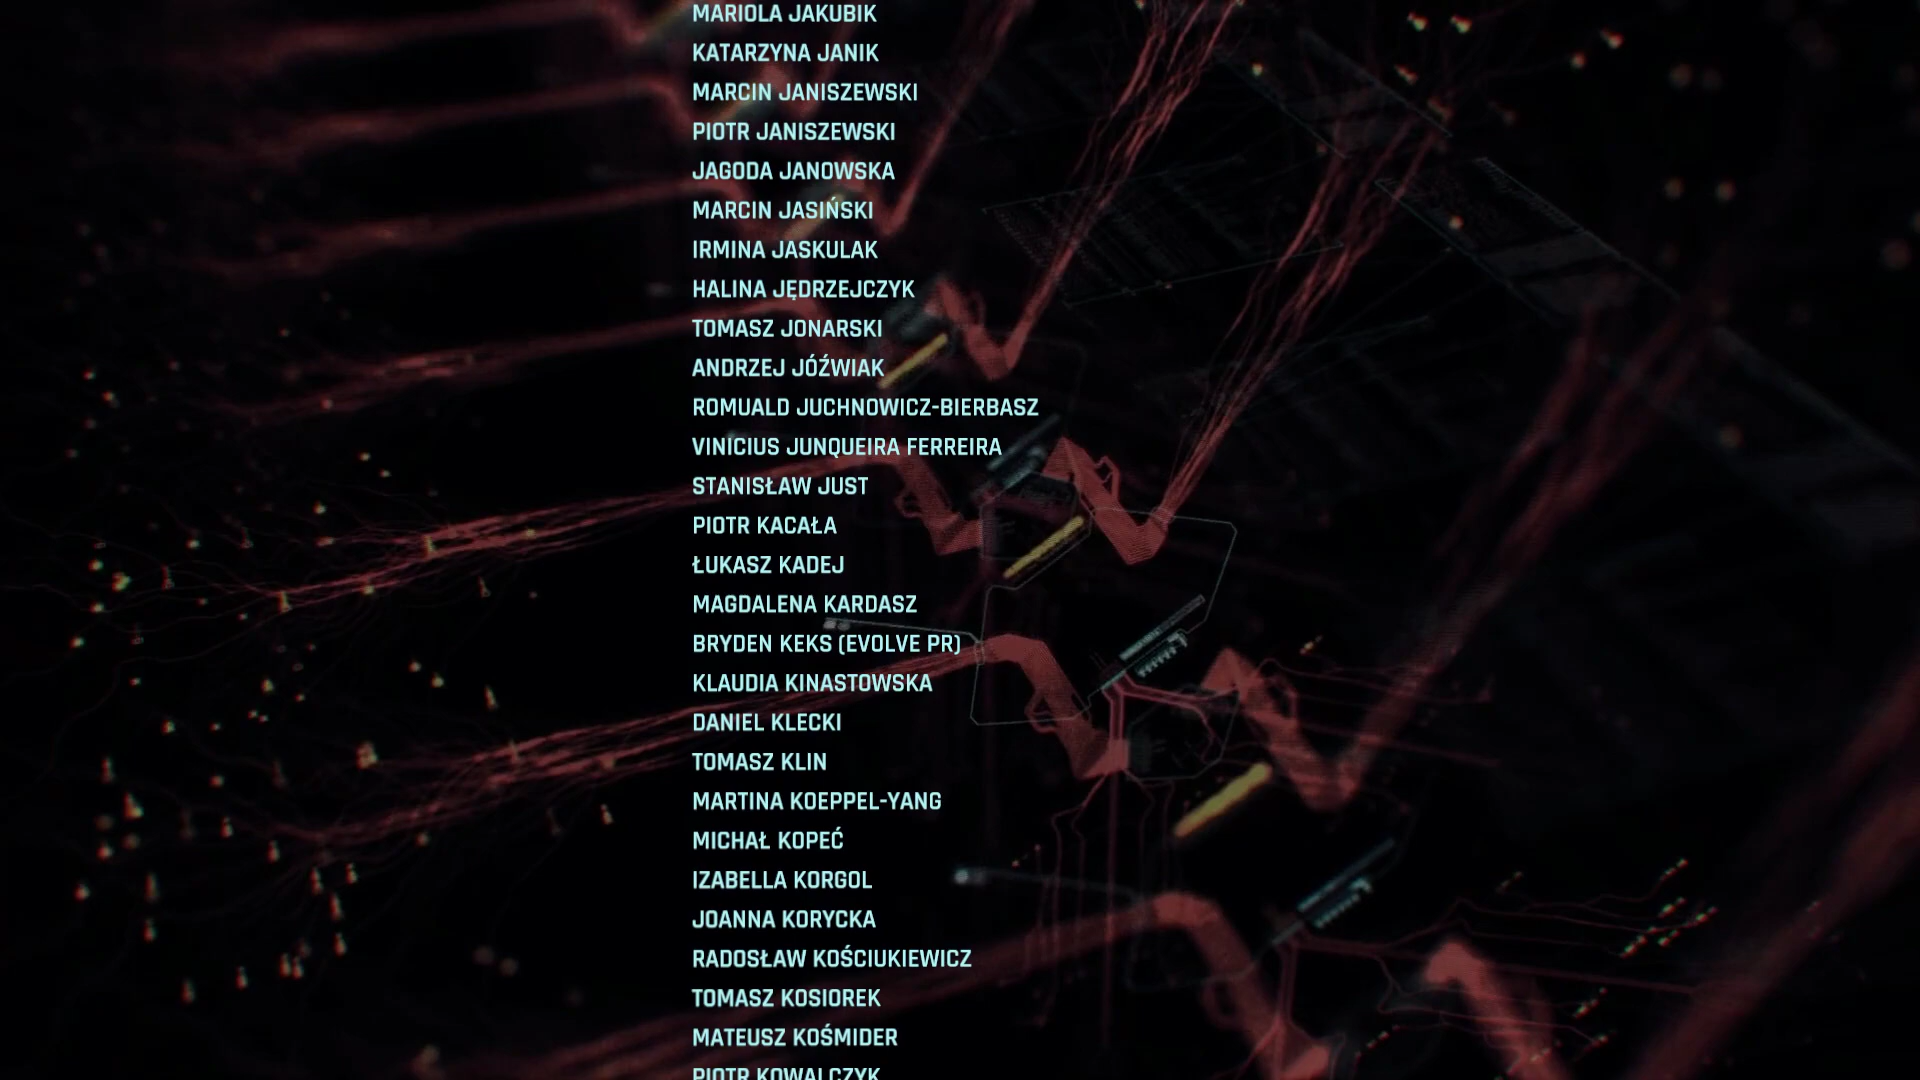 MARIOLA JAKUBIK
KATARZYNA JANIK
MARCIN JANISZEWSKI
PIOTR JANISZEWSKI
JAGODA JANOWSKA
MARCIN JASIŃSKI
IRMINA JASKULAK
HALINA JĘDRZEJCZYK
TOMASZ JONARSKI
ANDRZEJ JÓŹWIAK
ROMUALD JUCHNOWICZ-BIERBASZ
VINICIUS JUNQUEIRA FERREIRA
STANISŁAW JUST
PIOTR KACAŁA
ŁUKASZ KADEJ
MAGDALENA KARDASZ
BRYDEN KEKS (EVOLVE PR)
KLAUDIA KINASTOWSKA
DANIEL KLECKI
TOMASZ KLIN
MARTINA KOEPPEL-YANG
MICHAŁ KOPEĆ
IZABELLA KORGOL
JOANNA KORYCKA
RADOSŁAW KOŚCIUKIEWICZ
TOMASZ KOSIOREK
MATEUSZ KOŚMIDER
PIOTR KOWALCZYK